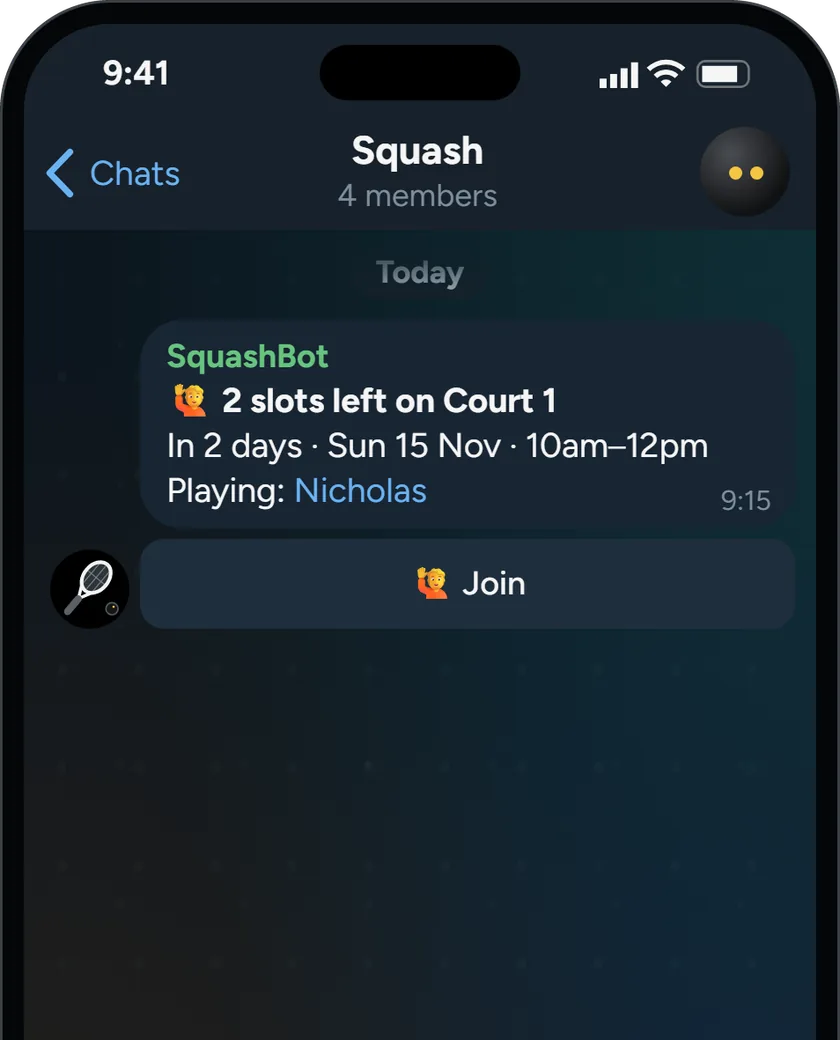 9:41
Chats
Squash
4 members
Today
SquashBot
🙋 2 slots left on Court 1
In 2 days · Sun 15 Nov · 10am–12pm
Playing: Nicholas
9:15
🙋 Join